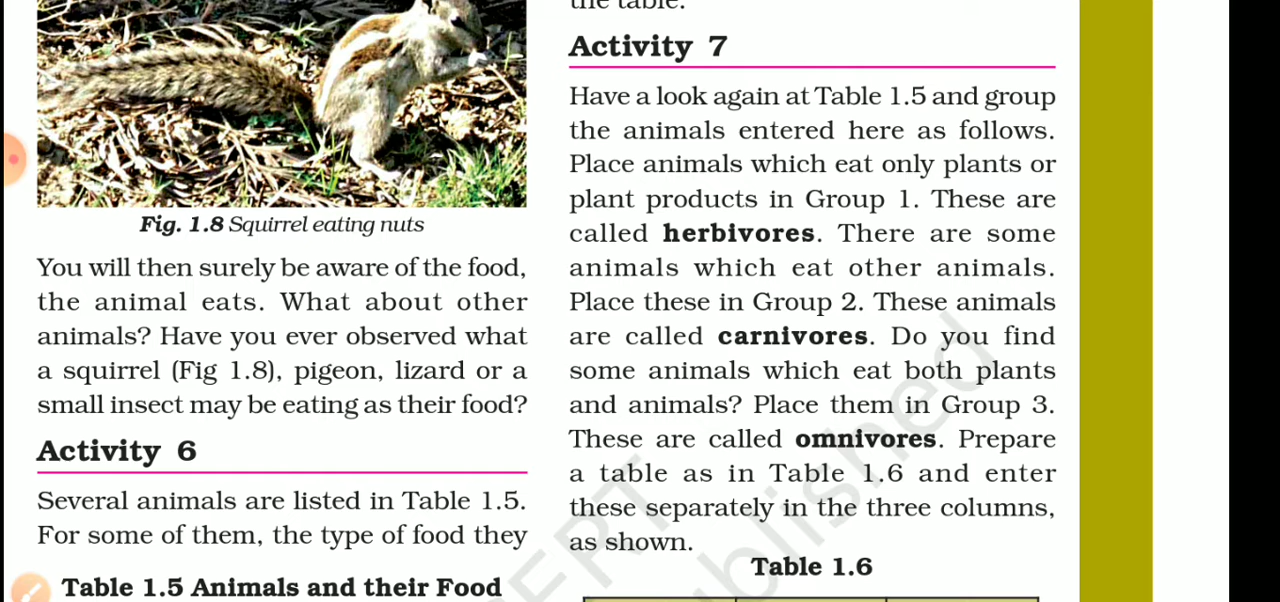 Fig. 1.8 Squirrel eating nuts
You will then surely be aware of the food,
the animal eats. What about other
animals? Have you ever observed what
a squirrel (Fig 1.8), pigeon, lizard or a
small insect may be eating as their food?
Activity 6
Several animals are listed in Table 1.5.
For some of them, the type of food they
Table 1.5 Animals and their Food
the table.
Activity 7
Have a look again at Table 1.5 and group
the animals entered here as follows.
Place animals which eat only plants or
plant products in Group 1. These are
called herbivores. There are some
animals which eat other animals.
Place these in Group 2. These animals
are called carnivores. Do you find
some animals which eat both plants
and animals? Place them in Group 3.
These are called omnivores. Prepare
a table as in Table 1.6 and enter
these separately in the three columns,
as shown.
Table 1.6